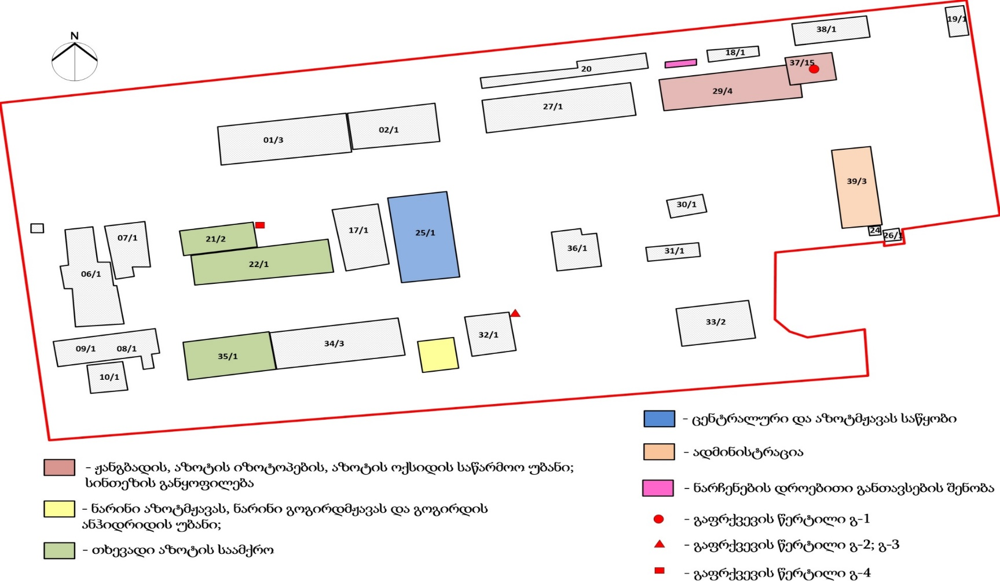 N
19/1
38/1
18/1
37/15
20
29/4
27/1
02/1
01/3
39/3
30/1
17/1
25/1
24
26/1
07/1
21/2
36/1
31/1
22/1
06/1
33/2
32/1
34/3
09/1 08/1
35/1
10/1
- ცენტრალური და აზოტმჟავას საწყობი
- ადმინისტრაცია
- ნარჩენების დროებითი განთავსების შენობა
- გაფრქვევის წერტილი გ-1
- გაფრქვევის წერტილი გ-2; გ-3
- გაფრქვევის წერტილი გ-4
- ჟანგბადის, აზოტის იზოტოპების, აზოტის ოქსიდის საწარმოო უბანი;
სინთეზის განყოფილება
- ნარინი აზოტმჟავას, ნარინი გოგირდმჟავას და გოგირდის
ანჰიდრიდის უბანი;
- თხევადი აზოტის საამქრო